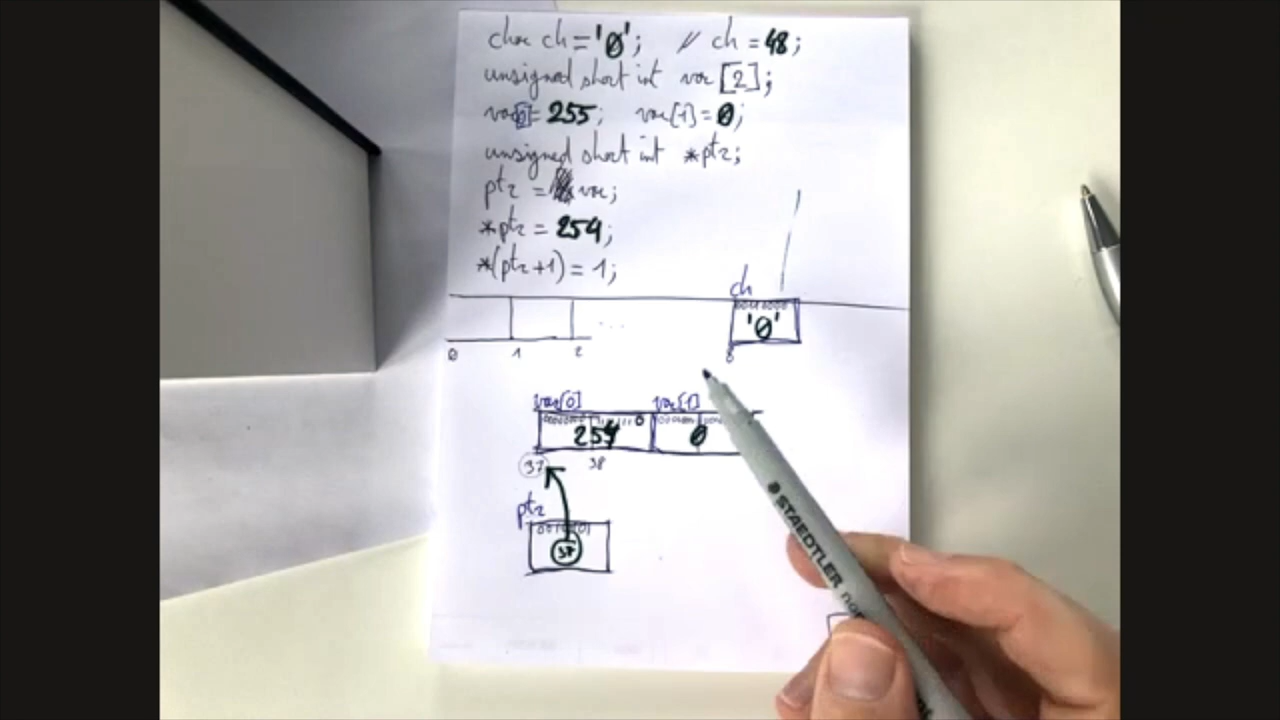 char ch = '0'; // ch = 48;
unsigned short int var [2];
var[0] = 255; var[1] = 0;
unsigned short int *ptr;
ptr = var;
*ptr = 254;
*(ptr+1) = 1;
ch
'0'
0 1 2 ... 8
var[0] var[1]
254 0
37 38
ptr
37
STAEDTLER